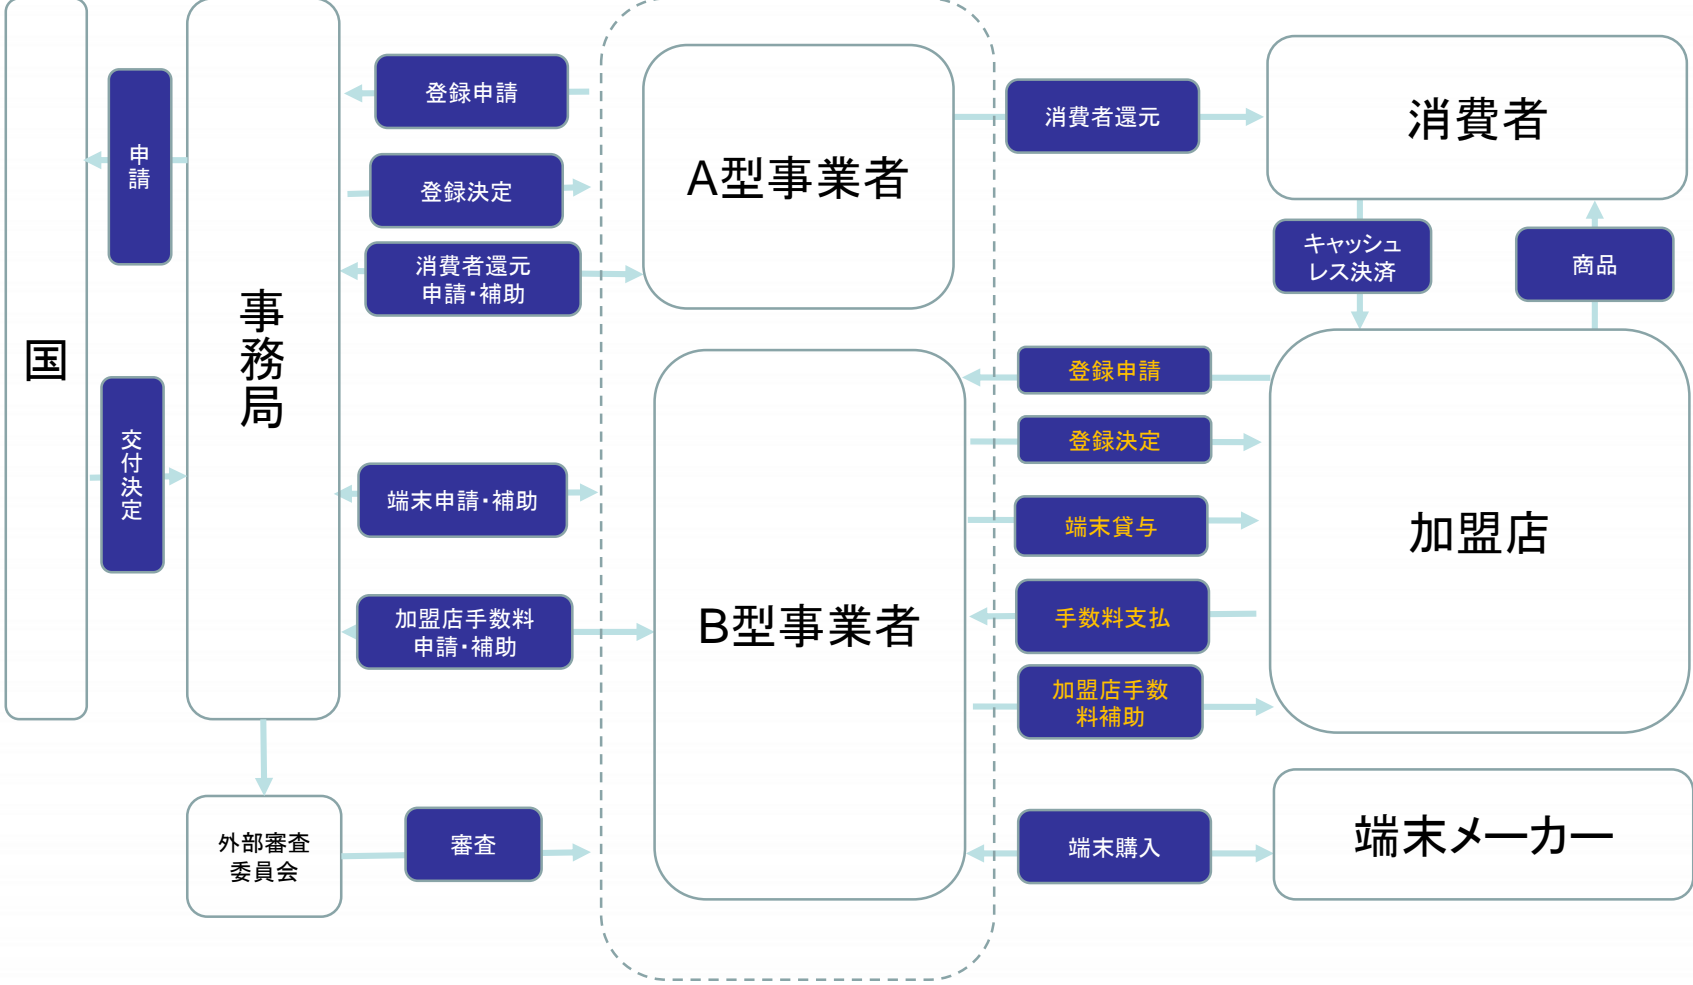 国
申
請
交
付
決
定
事
務
局
外部審査
委員会
登録申請
登録決定
消費者還元
申請・補助
端末申請・補助
加盟店手数料
申請・補助
審査
A型事業者
B型事業者
消費者還元
登録申請
登録決定
端末貸与
手数料支払
加盟店手数
料補助
端末購入
消費者
キャッシュ
レス決済
商品
加盟店
端末メーカー